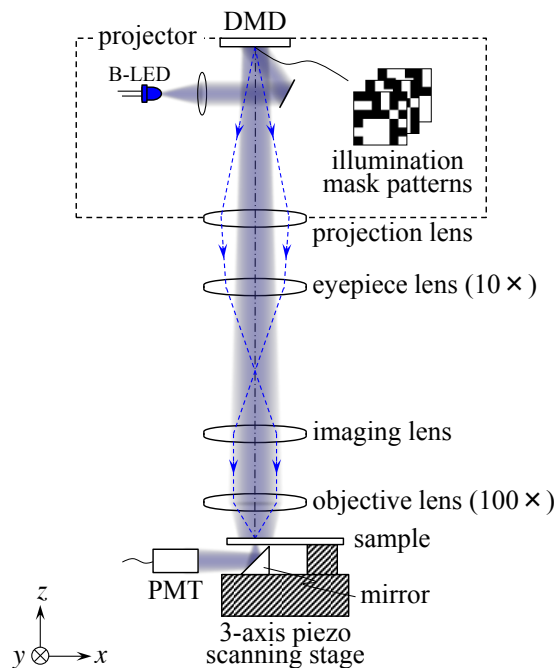 DMD
projector
B-LED
illumination
mask patterns
projection lens
eyepiece lens (10×)
imaging lens
objective lens (100×)
sample
PMT
mirror
3-axis piezo
scanning stage
z
y
x